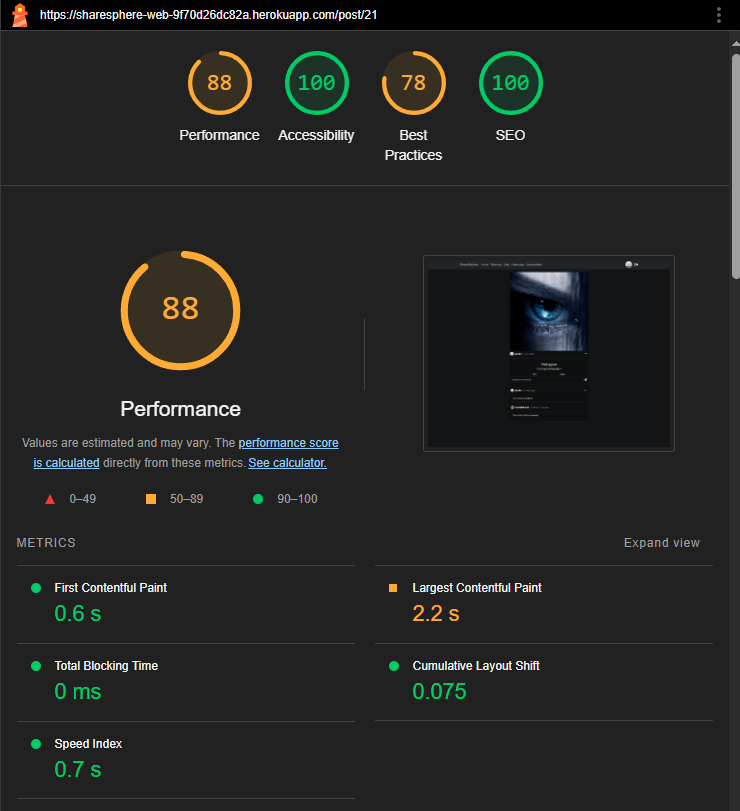 https://sharesphere-web-9f70d26dc82a.herokuapp.com/post/21
88
100
78
100
Performance
Accessibility
Best
Practices
SEO
88
Performance
Values are estimated and may vary. The performance score
is calculated directly from these metrics. See calculator.
0–49
50–89
90–100
METRICS
Expand view
First Contentful Paint
0.6 s
Largest Contentful Paint
2.2 s
Total Blocking Time
0 ms
Cumulative Layout Shift
0.075
Speed Index
0.7 s